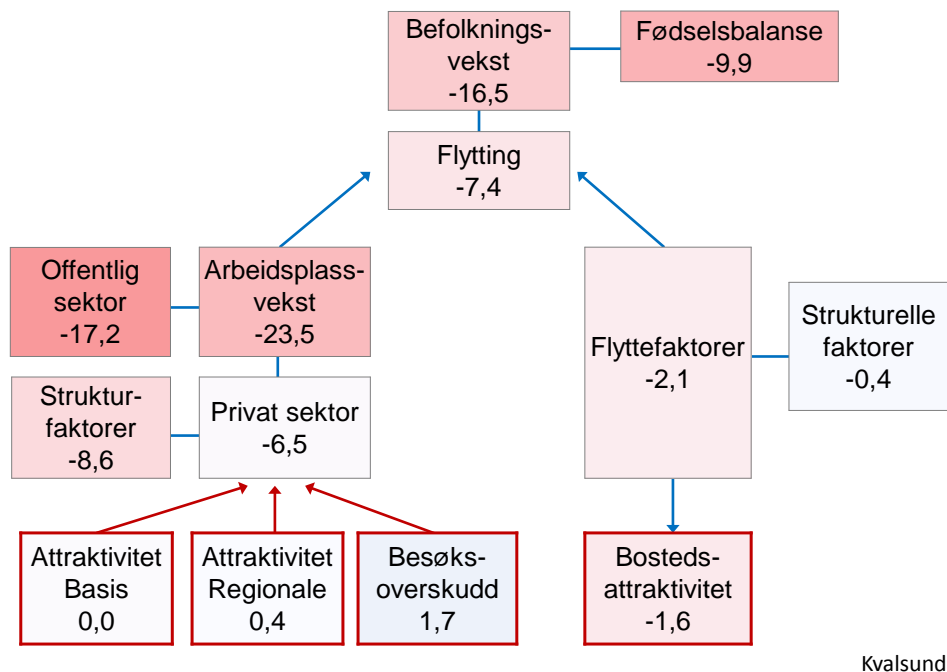 Befolknings-
vekst
-16,5
Fødselsbalanse
-9,9
Flytting
-7,4
Offentlig
sektor
-17,2
Arbeidsplass-
vekst
-23,5
Flyttefaktorer
-2,1
Strukturelle
faktorer
-0,4
Struktur-
faktorer
-8,6
Privat sektor
-6,5
Attraktivitet
Basis
0,0
Attraktivitet
Regionale
0,4
Besøks-
overskudd
1,7
Bosteds-
attraktivitet
-1,6
Kvalsund